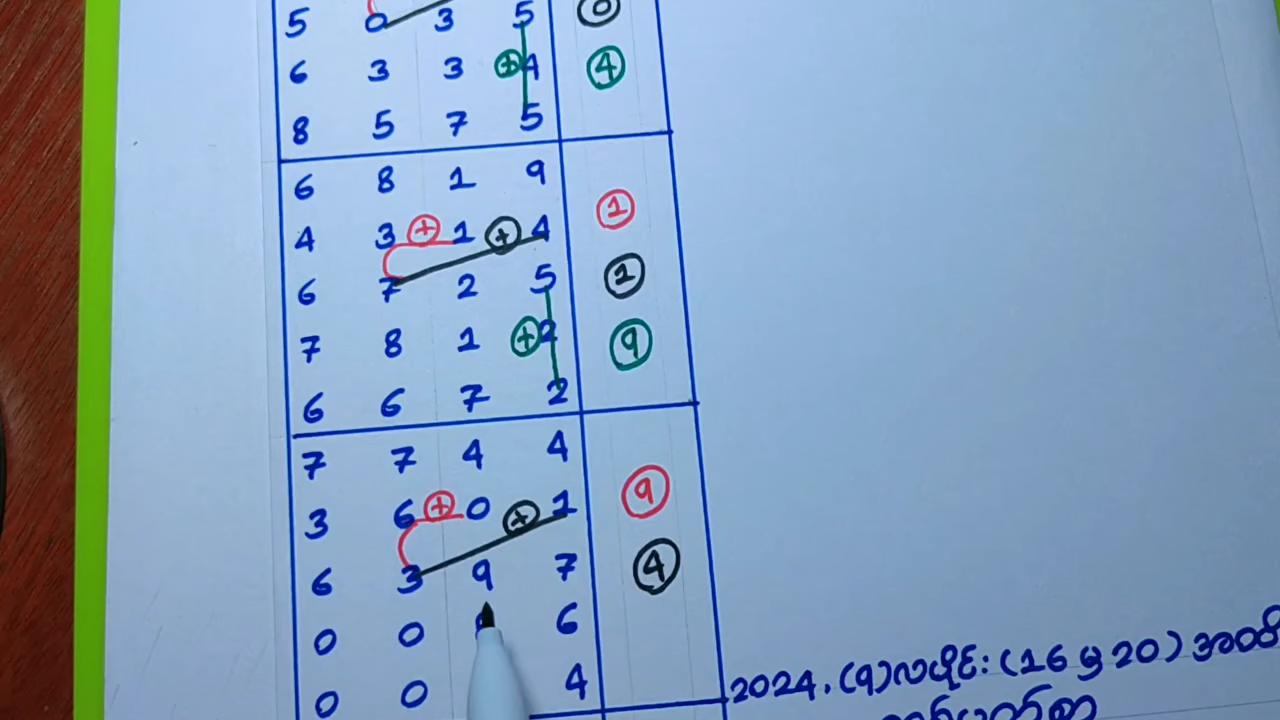 5 0 3 5 0
6 3 3 + 4 4
8 5 7 5
6 8 1 9
1
4 3 + 1 + 4
6 7 2 5 1
7 8 1 + 2 9
6 6 7 2
7 7 4 4
3 6 + 0 + 1 9
6 3 9 7 4
0 0 6
0 0 4
2024. (၅)လပိုင်း (16 မှ 20) အထိ